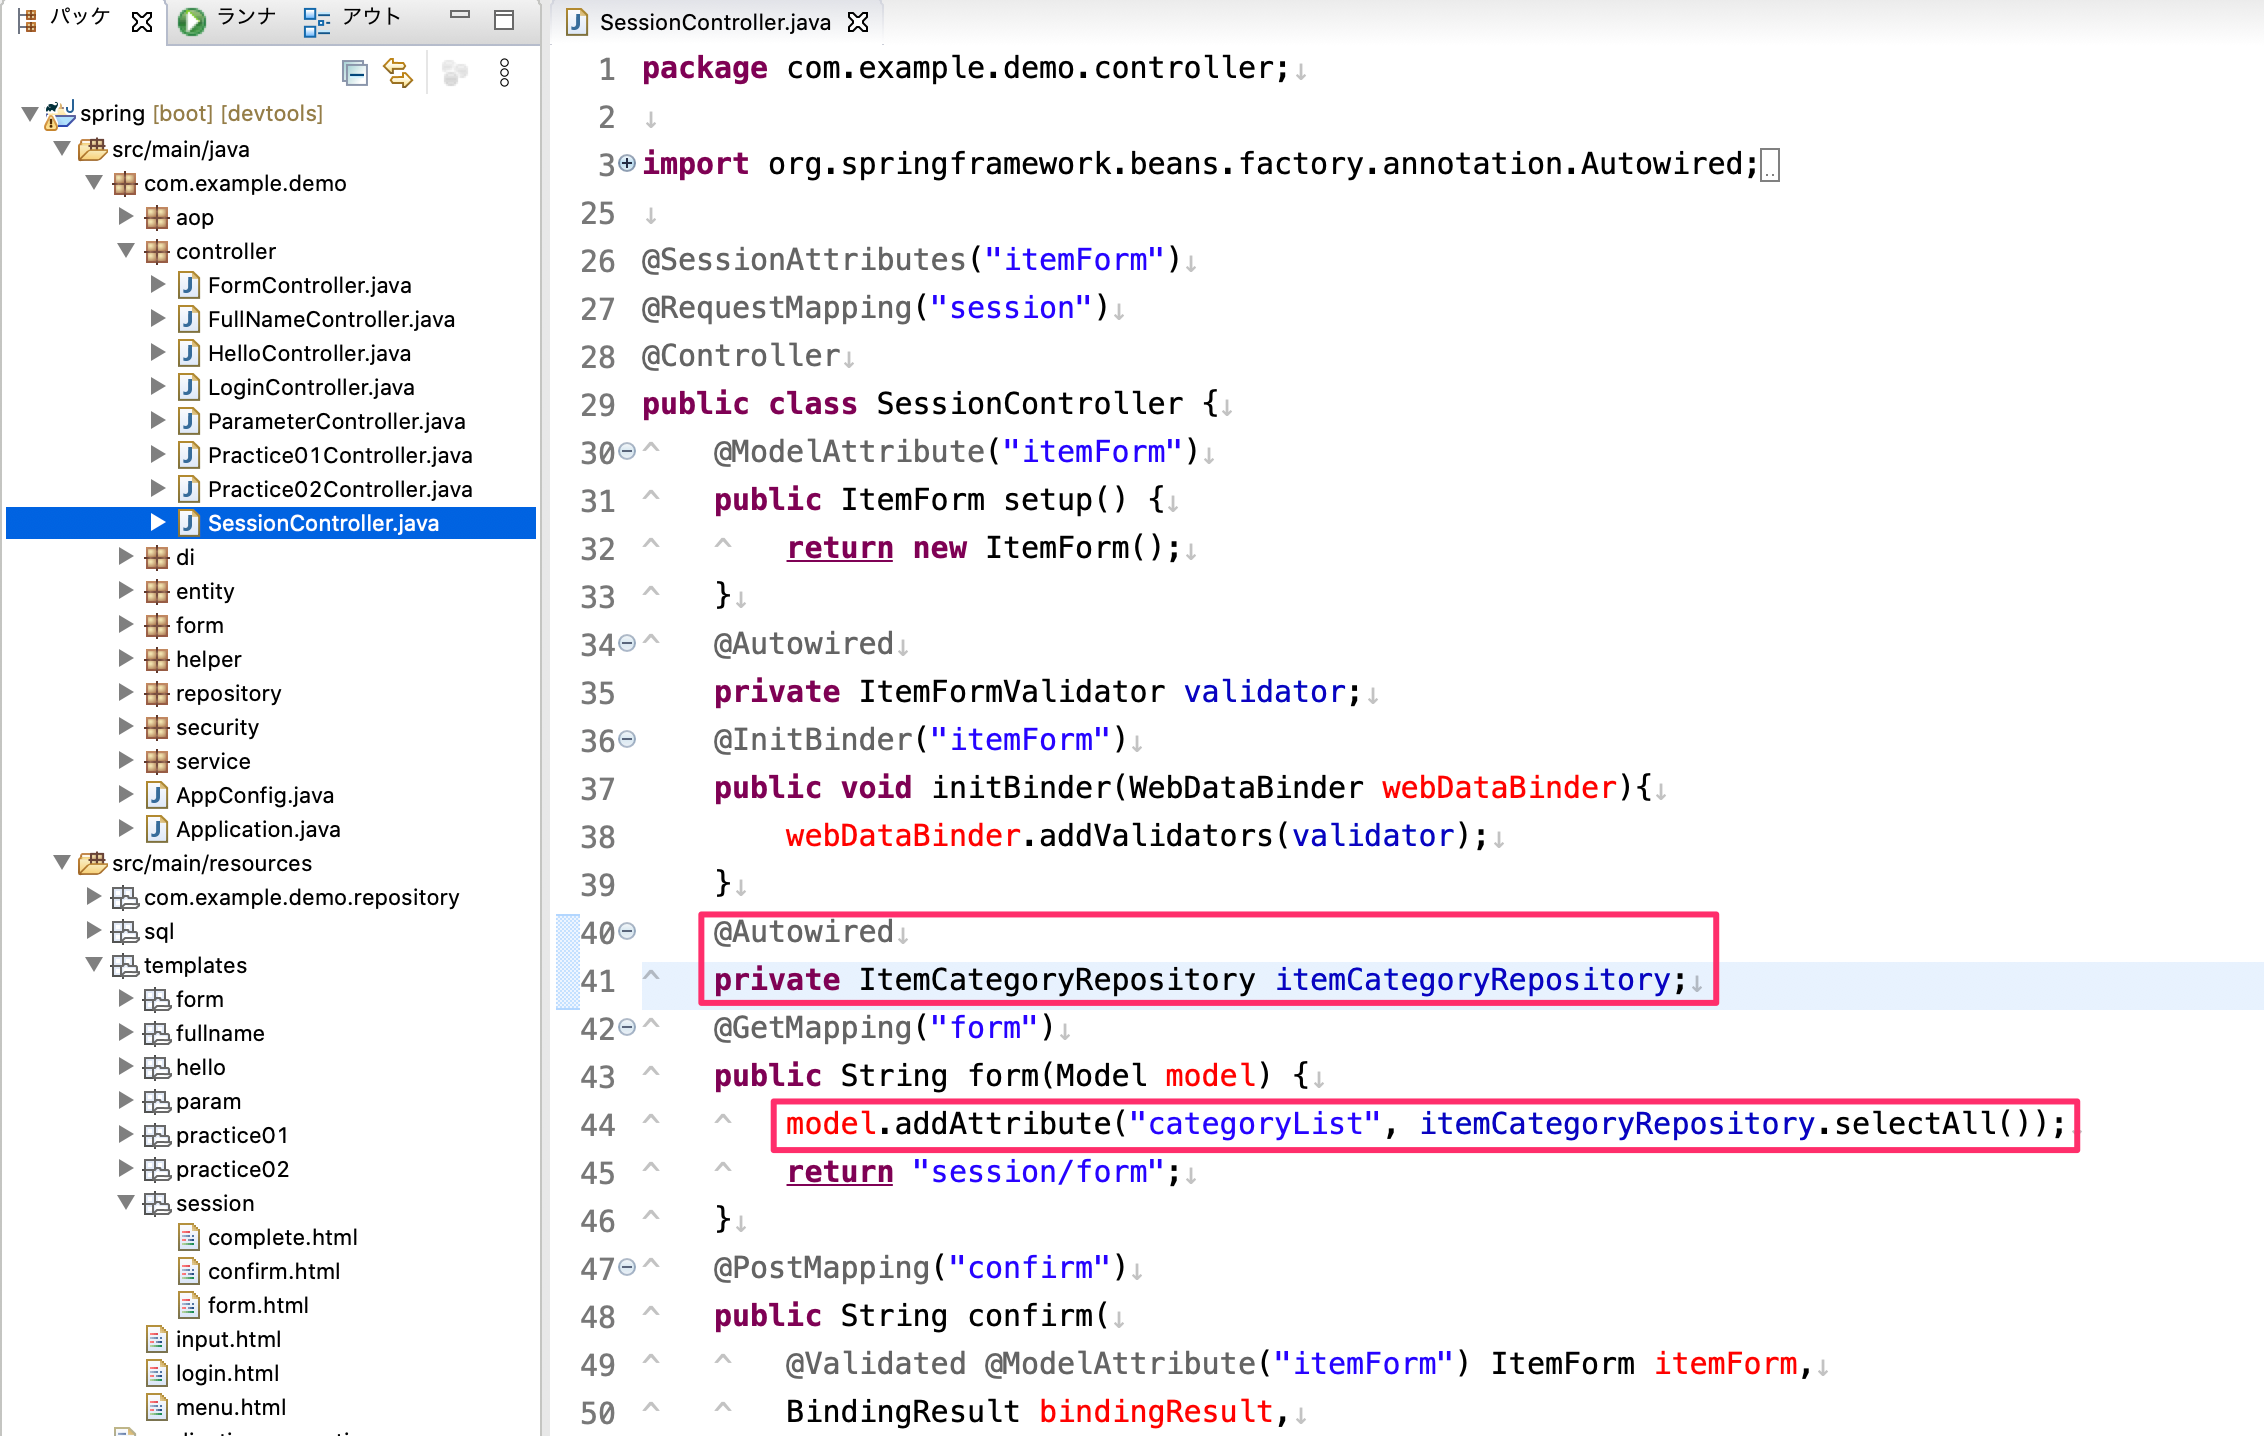 パッケ
ランナ
アウト
spring [boot] [devtools]
src/main/java
com.example.demo
aop
controller
FormController.java
FullNameController.java
HelloController.java
LoginController.java
ParameterController.java
Practice01Controller.java
Practice02Controller.java
SessionController.java
di
entity
form
helper
repository
security
service
AppConfig.java
Application.java
src/main/resources
com.example.demo.repository
sql
templates
form
fullname
hello
param
practice01
practice02
session
complete.html
confirm.html
form.html
input.html
login.html
menu.html
SessionController.java
1 package com.example.demo.controller;↓
2 ↓
3 import org.springframework.beans.factory.annotation.Autowired;
25 ↓
26 @SessionAttributes("itemForm")↓
27 @RequestMapping("session")↓
28 @Controller↓
29 public class SessionController {↓
30 @ModelAttribute("itemForm")↓
31 public ItemForm setup() {↓
32 return new ItemForm();↓
33 }↓
34 @Autowired↓
35 private ItemFormValidator validator;↓
36 @InitBinder("itemForm")↓
37 public void initBinder(WebDataBinder webDataBinder){↓
38 webDataBinder.addValidators(validator);↓
39 }↓
40 @Autowired↓
41 private ItemCategoryRepository itemCategoryRepository;↓
42 @GetMapping("form")↓
43 public String form(Model model) {↓
44 model.addAttribute("categoryList", itemCategoryRepository.selectAll());
45 return "session/form";↓
46 }↓
47 @PostMapping("confirm")↓
48 public String confirm(↓
49 @Validated @ModelAttribute("itemForm") ItemForm itemForm,↓
50 BindingResult bindingResult,↓